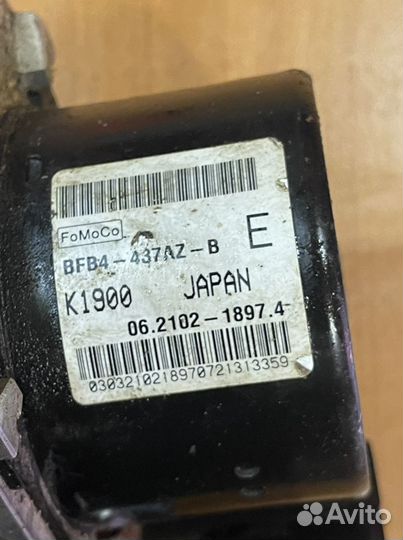 FoMoCo
BFB4-437AZ-B E
K1900 JAPAN
06.2102-1897.4
0303210218970721313359
Avito